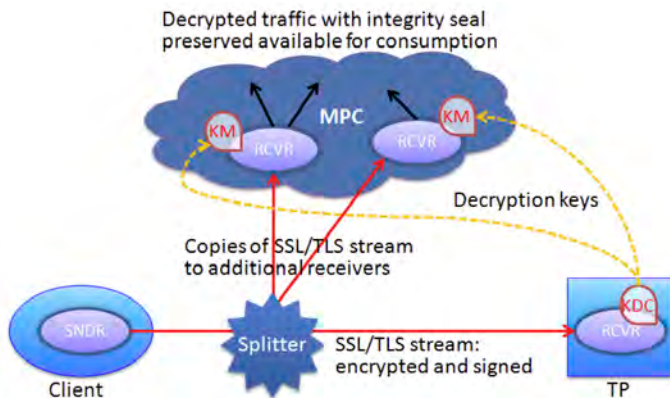 Decrypted traffic with integrity seal
preserved available for consumption
MPC
KM
KM
RCVR
RCVR
Decryption keys
Copies of SSL/TLS stream
to additional receivers
KDC
SNDR
Splitter
RCVR
SSL/TLS stream:
encrypted and signed
Client
TP